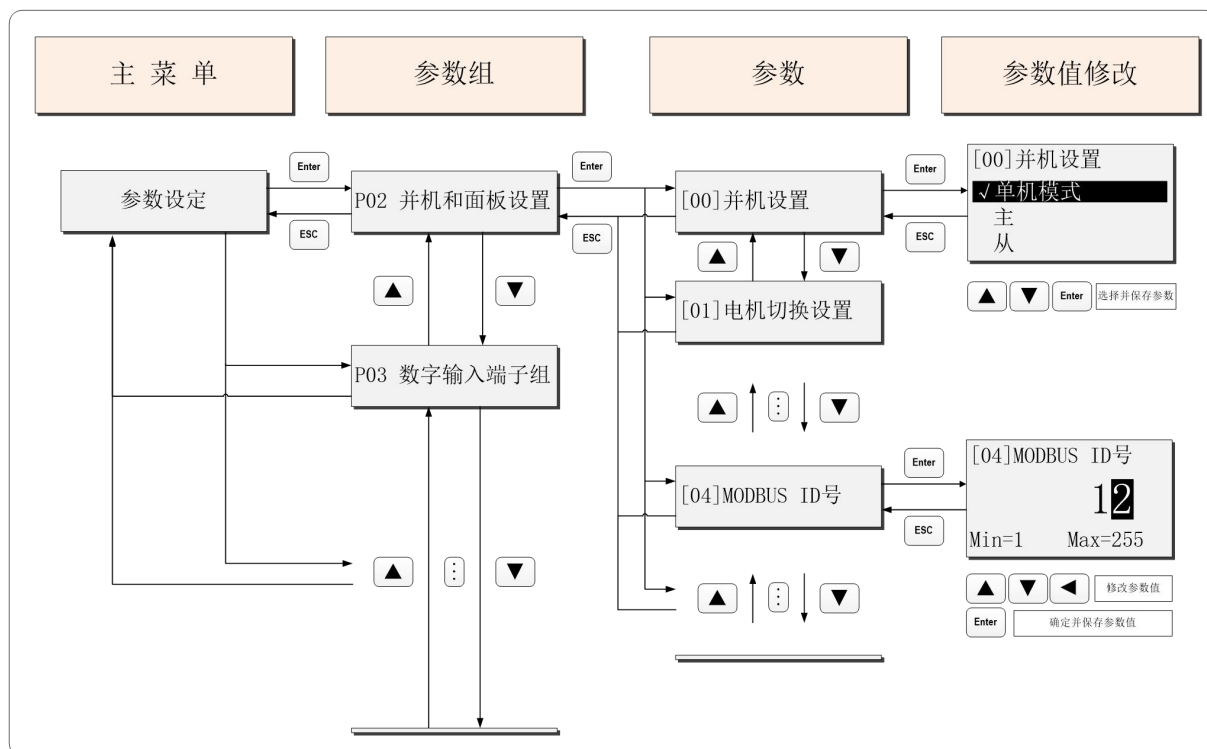 主 菜 单
参数组
参数
参数值修改
参数设定
Enter
ESC
P02 并机和面板设置
Enter
ESC
[00]并机设置
Enter
ESC
[00]并机设置
√单机模式
主
从
▲ ▼ Enter 选择并保存参数
▲ ▼
▲ ▼
[01]电机切换设置
P03 数字输入端子组
▲ ⋮ ▼
[04]MODBUS ID号
Enter
ESC
[04]MODBUS ID号
12
Min=1 Max=255
▲ ⋮ ▼
▲ ⋮ ▼
▲ ▼ ◀ 修改参数值
Enter 确定并保存参数值